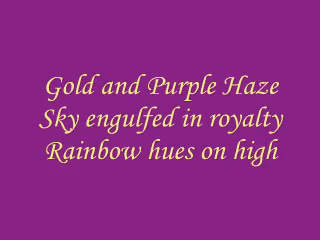 Gold and Purple Haze
Sky engulfed in royalty
Rainbow hues on high